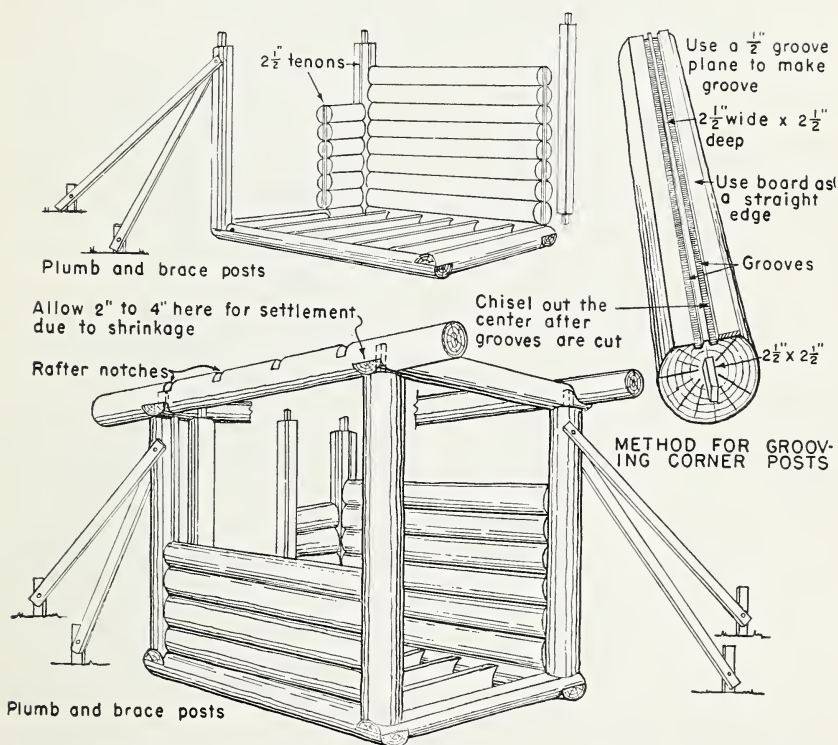 2½" tenons
Use a ½" groove
plane to make
groove
2½" wide x 2½"
deep
Use board as
a straight
edge
Grooves
Plumb and brace posts
Allow 2" to 4" here for settlement
due to shrinkage
Chisel out the
center after
grooves are cut
Rafter notches
2½" x 2½"
METHOD FOR GROOV-
ING CORNER POSTS
Plumb and brace posts